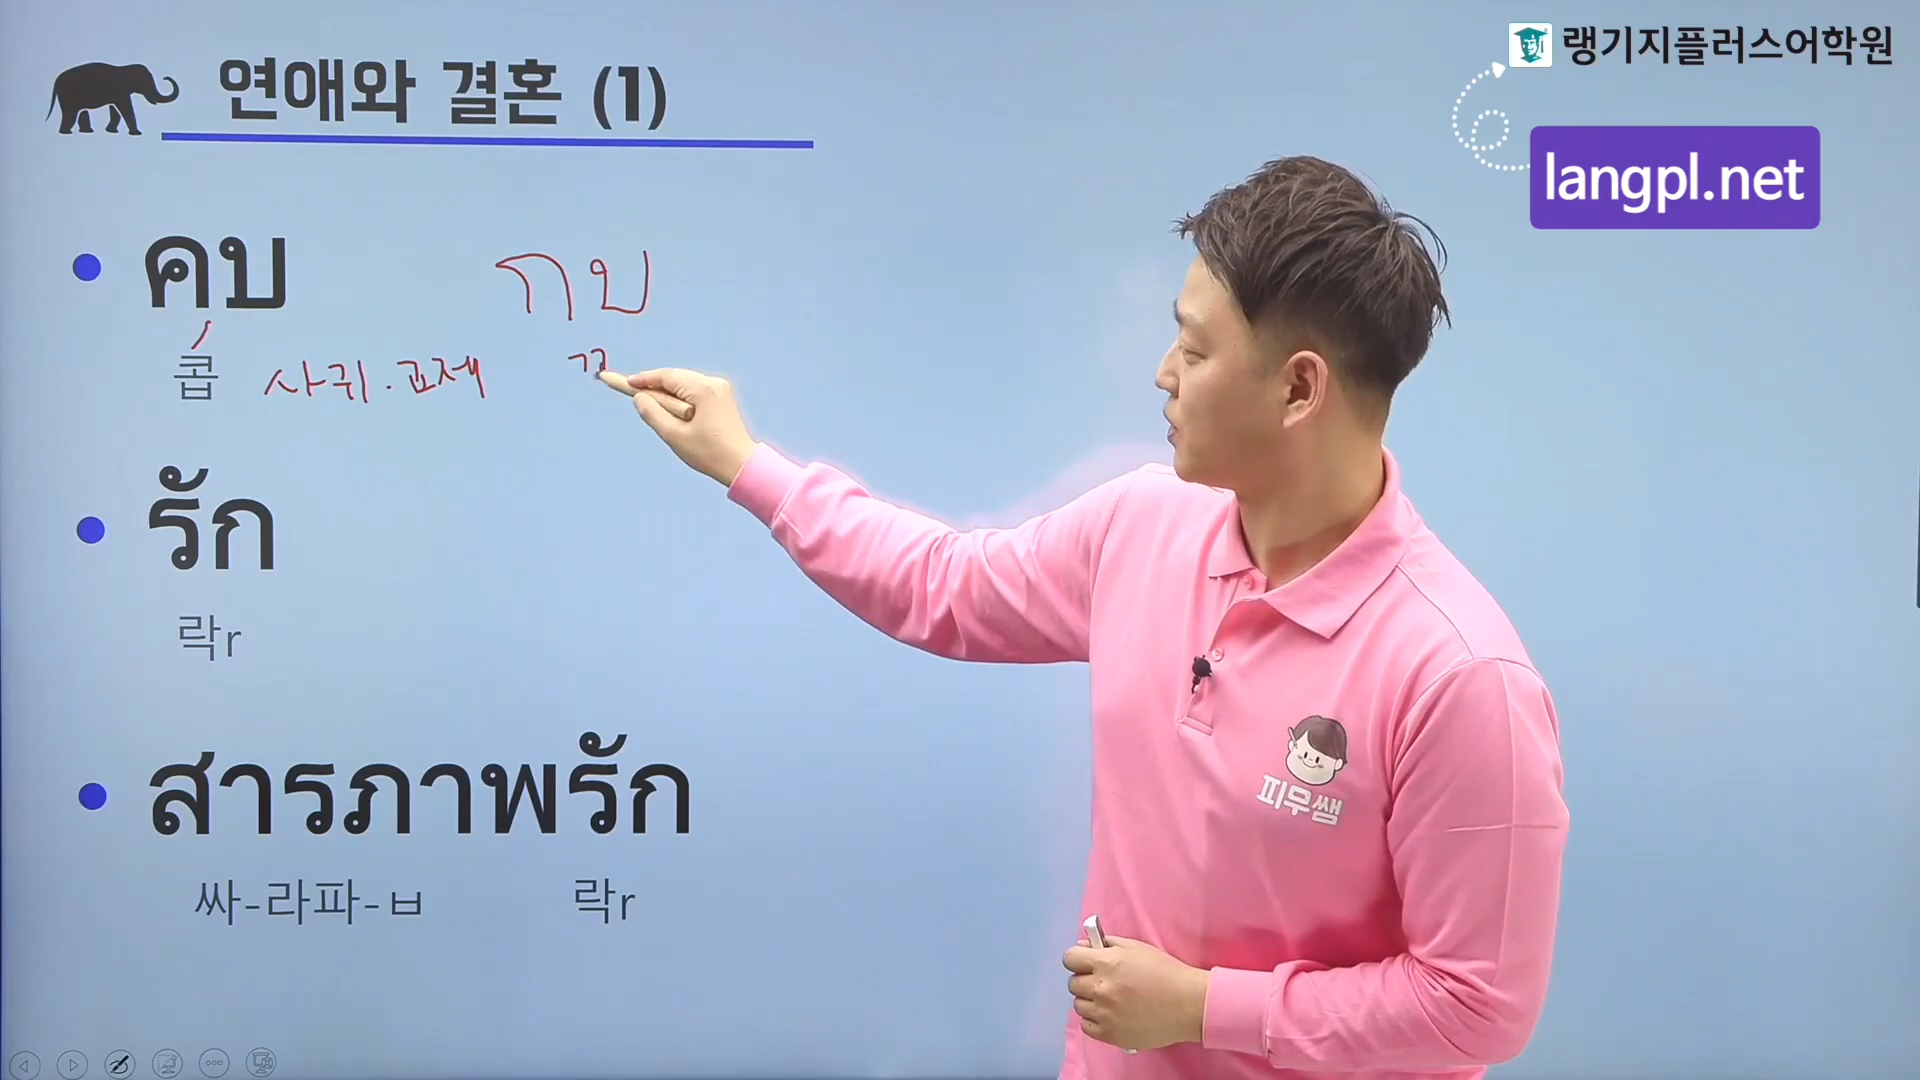 랭기지플러스어학원
연애와 결혼 (1)
langpl.net
คบ กบ
콥 사귀.교제
รัก
락r
สารภาพรัก
싸-라파-ㅂ 락r
피무쌤